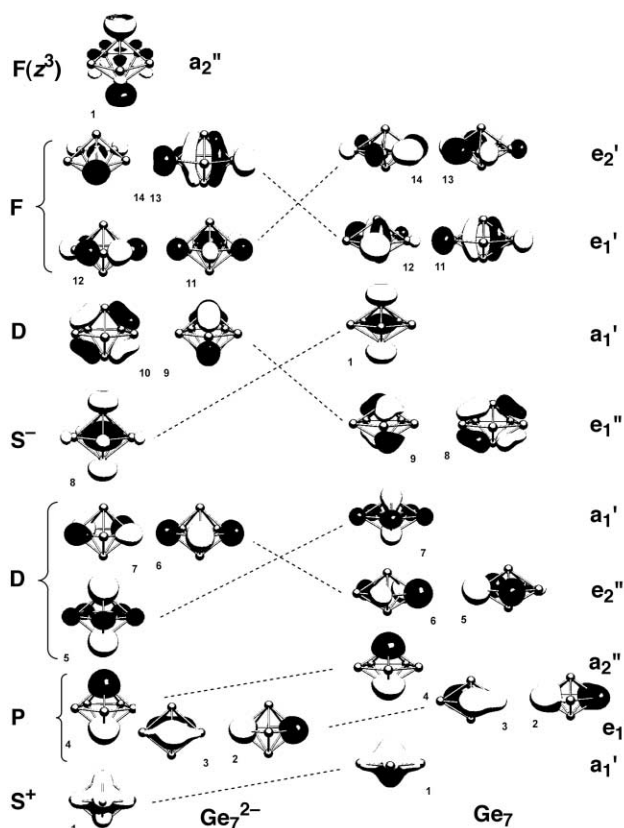 F(z³) a₂"
1
e₂'
14 13 14 13
F
e₁'
12 11 12 11
D
a₁'
10 9 1
S⁻
e₁"
8 9 8
a₁'
7 6 7
D
e₂"
5 6 5
a₂"
P
4 3 2 4 3 2
e₁
a₁'
S⁺
1 1
Ge₇²⁻ Ge₇